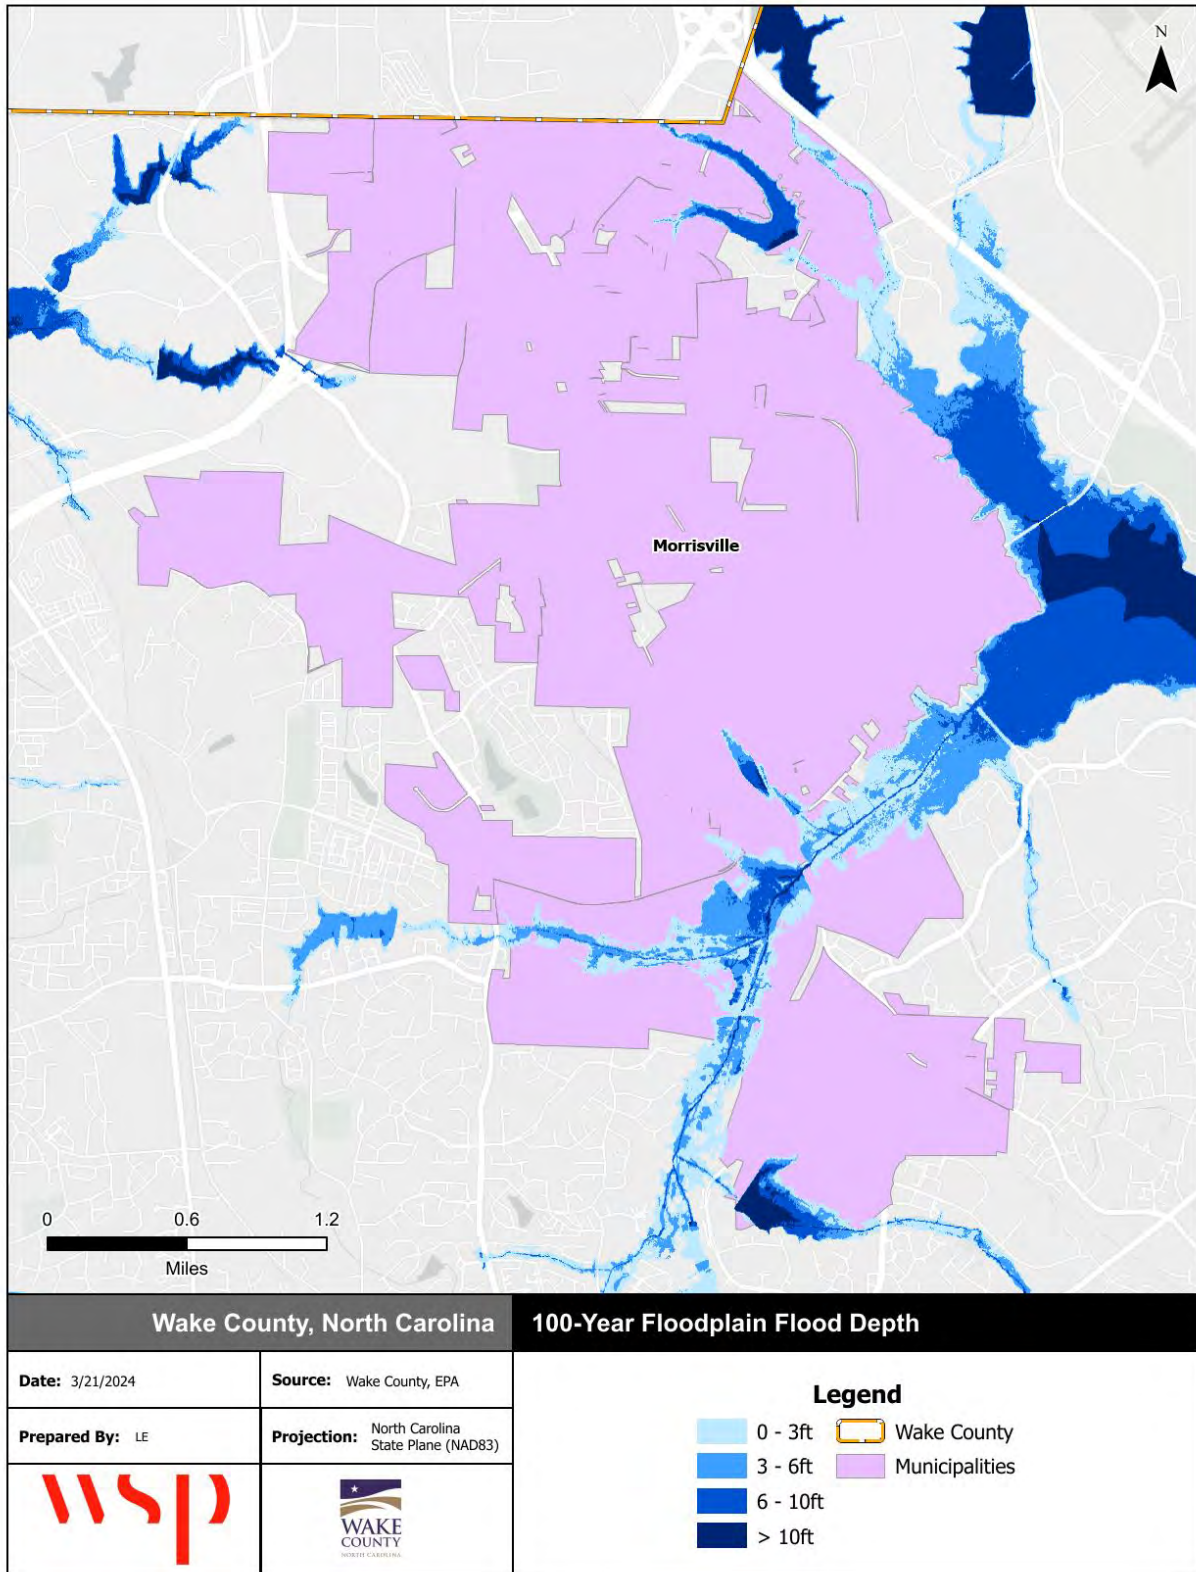 N
Morrisville
0 0.6 1.2
Miles
Wake County, North Carolina
100-Year Floodplain Flood Depth
Date: 3/21/2024
Source: Wake County, EPA
Prepared By: LE
Projection: North Carolina
State Plane (NAD83)
wsp
WAKE
COUNTY
NORTH CAROLINA
Legend
0 - 3ft
3 - 6ft
6 - 10ft
> 10ft
Wake County
Municipalities